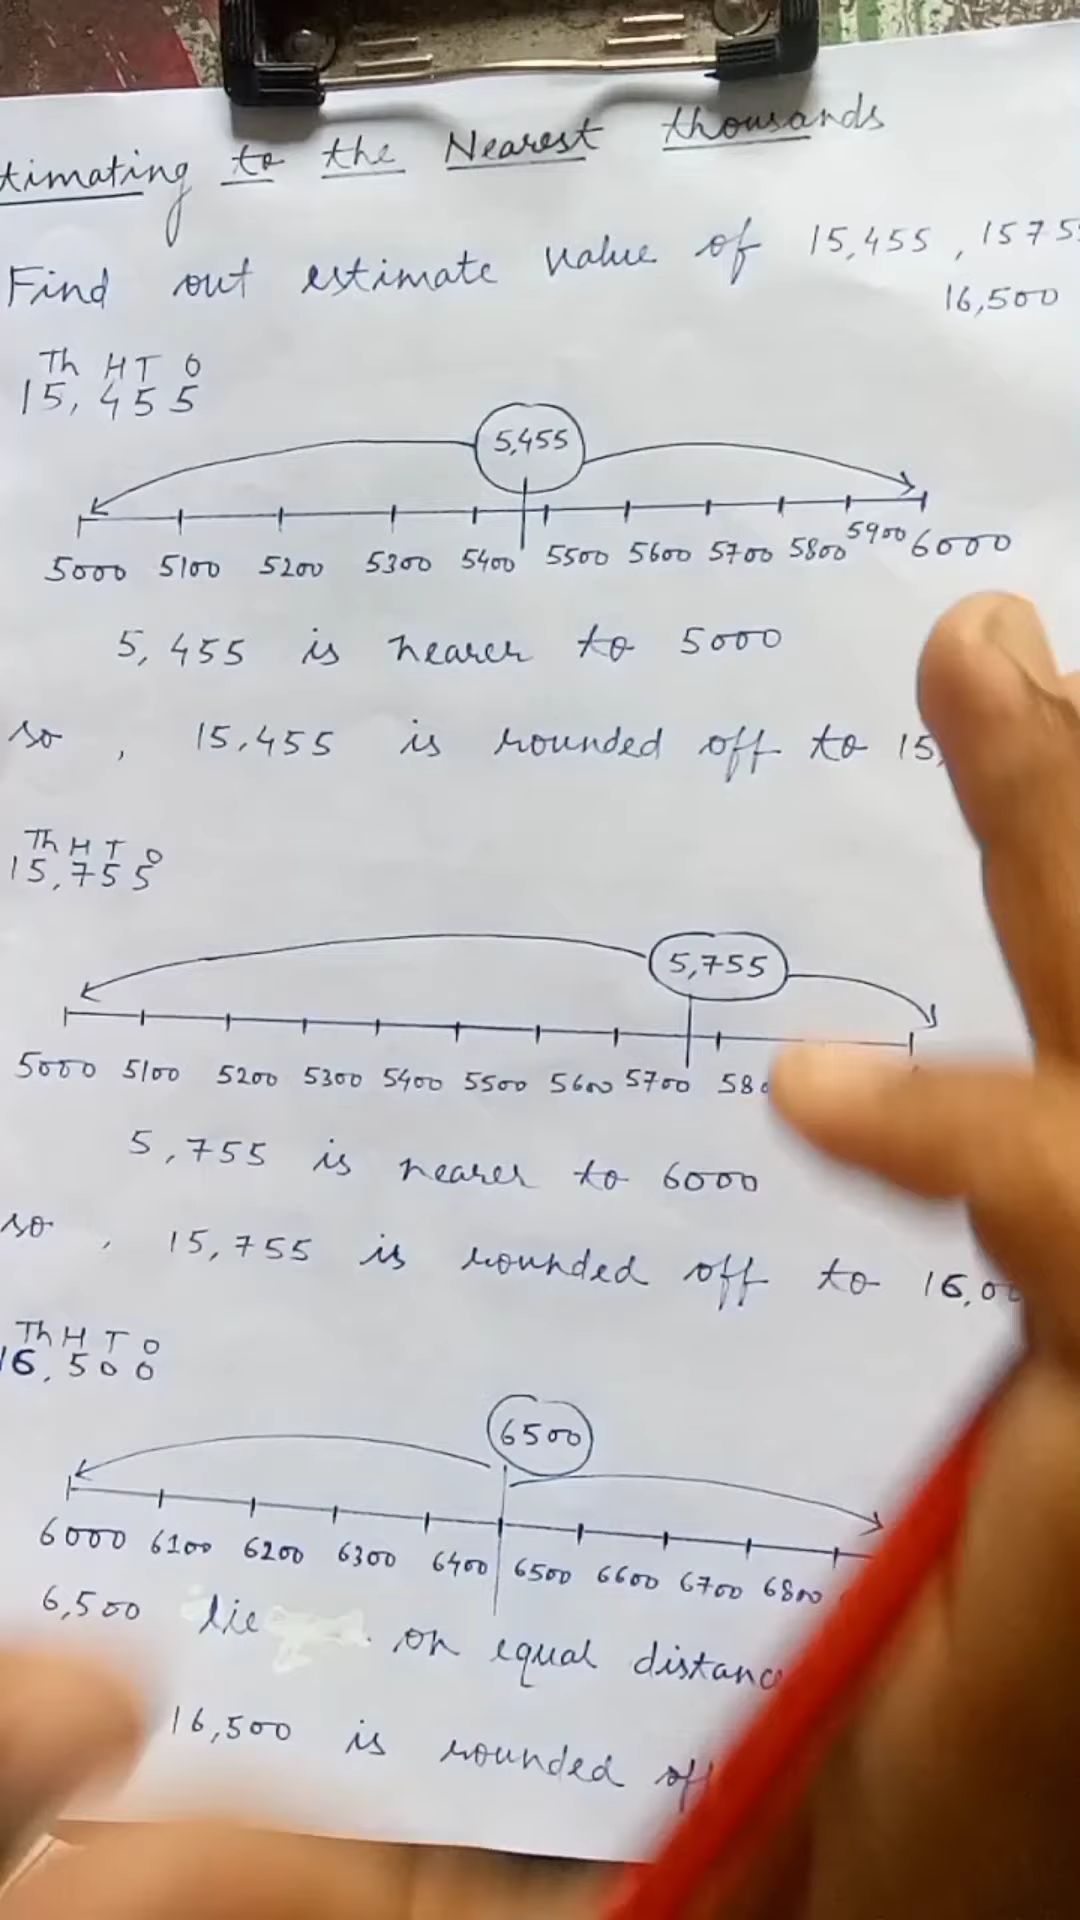 timating to the Nearest thousands
Find out estimate value of 15,455 , 1575
16,500
Th H T O
15,455
5,455
5000 5100 5200 5300 5400 5500 5600 5700 5800 5900 6000
5,455 is nearer to 5000
so , 15,455 is rounded off to 15,
Th H T O
15,755
5,755
5000 5100 5200 5300 5400 5500 5600 5700 580
5,755 is nearer to 6000
so , 15,755 is rounded off to 16,00
Th H T O
16,500
6500
6000 6100 6200 6300 6400 6500 6600 6700 6800
6,500 lie on equal distanc
16,500 is rounded off